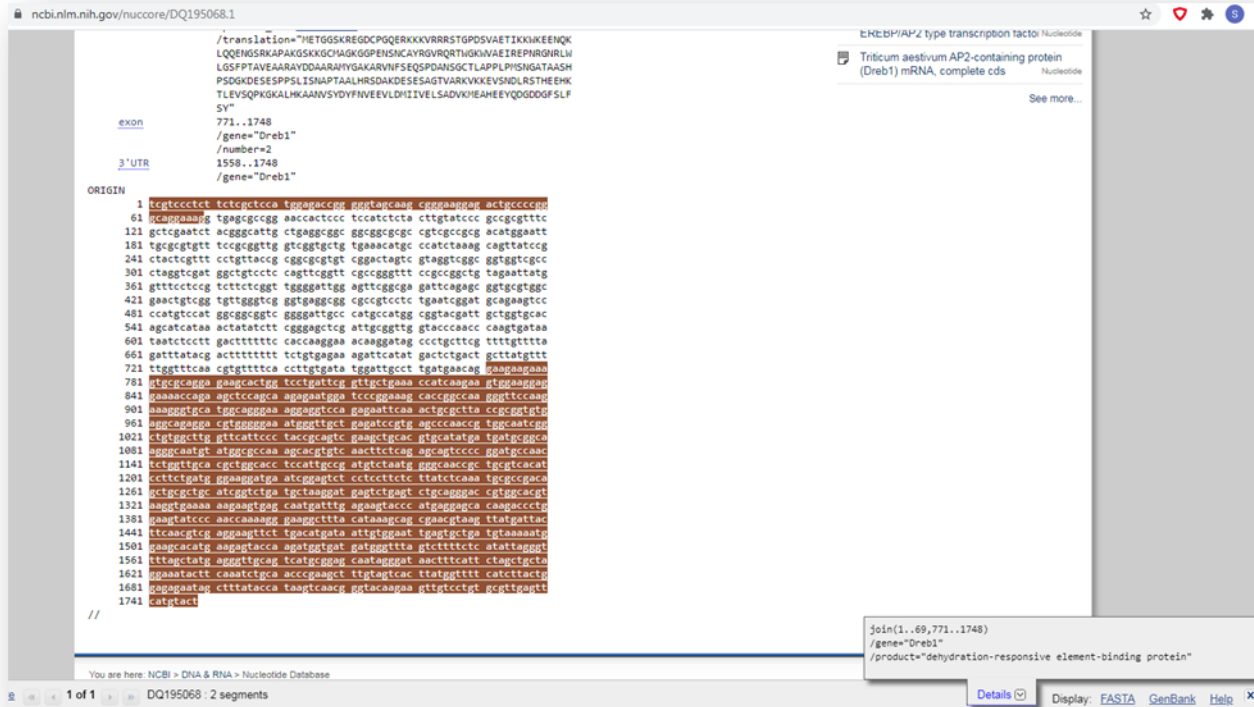 ncbi.nlm.nih.gov/nuccore/DQ195068.1
/translation="METGGSKREGDCPGQERKKKVRRRSTGPDSVAETIKKWKEENQK
LQQENGSRKAPAKGSKKGCMAGKGGPENSNCAYRGVRQRTWGKWVAEIREPNRGNRLW
LGSFPTAVEAARAYDDAARAMYGAKARVNFSEQSPDANSGCTLAPPLPMSNGATAASH
PSDGKDESESPPSLISNAPTAALHRSDAKDESESAGTVARKVKKEVSNDLRSTHEEHK
TLEVSQPKGKALHKAANVSYDYFNVEEVLDMIIVELSADVKMEAHEEYQDGDDGFSLF
SY"
exon 771..1748
/gene="Dreb1"
/number=2
3'UTR 1558..1748
/gene="Dreb1"
ORIGIN
1 tcgtccctct tctcgctcca tggagaccgg gggtagcaag cgggaaggag actgccccgg
61 gcaggaaagg tgagcgccgg aaccactccc tccatctcta cttgtatccc gccgcgtttc
121 gctcgaatct acgggcattg ctgaggcggc ggcggcgcgc cgtcgccgcg acatggaatt
181 tgcgcgtgtt tccgcggttg gtcggtgctg tgaaacatgc ccatctaaag cagttatccg
241 ctactcgttt cctgttaccg cggcgcgtgt cggactagtc gtaggtcggc ggtggtcgcc
301 ctaggtcgat ggctgtcctc cagttcggtt cgccgggttt ccgccggctg tagaattatg
361 gtttcctccg tcttctcggt tggggattgg agttcggcga gattcagagc ggtgcgtggc
421 gaactgtcgg tgttgggtcg ggtgaggcgg cgccgtcctc tgaatcggat gcagaagtcc
481 ccatgtccat ggcggcggtc ggggattgcc catgccatgg cggtacgatt gctggtgcac
541 agcatcataa actatatctt cgggagctcg attgcggttg gtacccaacc caagtgataa
601 taatctcctt gactttttttc caccaaggaa acaaggatag ccctgcttcg ttttgtttta
661 gatttatacg actttttttt tctgtgagaa agattcatat gactctgact gcttatgttt
721 ttggtttcaa cgtgttttca ccttgtgata tggattgcct tgatgaacag gaagaagaaa
781 gtgcgcagga gaagcactgg tcctgattcg gttgctgaaa ccatcaagaa gtggaaggag
841 gaaaaccaga agctccagca agagaatgga tcccggaaag caccggccaa gggttccaag
901 aaagggtgca tggcagggaa aggaggtcca gagaattcaa actgcgctta ccgcggtgtg
961 aggcagagga cgtgggggaa atgggttgct gagatccgtg agcccaaccg tggcaatcgg
1021 ctgtggcttg gttcattccc taccgcagtc gaagctgcac gtgcatatga tgatgcggca
1081 agggcaatgt atggcgccaa agcacgtgtc aacttctcag agcagtcccc ggatgccaac
1141 tctggttgca cgctggcacc tccattgccg atgtctaatg gggcaaccgc tgcgtcacat
1201 ccttctgatg ggaaggatga atcggagtct cctccttctc ttatctcaaa tgcgccgaca
1261 gctgcgctgc atcggtctga tgctaaggat gagtctgagt ctgcagggac cgtggcacgt
1321 aaggtgaaaa aagaagtgag caatgatttg agaagtaccc atgaggagca caagaccctg
1381 gaagtatccc aaccaaaagg gaaggcttta cataaagcag cgaacgtaag ttatgattac
1441 ttcaacgtcg aggaagttct tgacatgata attgtggaat tgagtgctga tgtaaaaatg
1501 gaagcacatg aagagtacca agatggtgat gatgggttta gtcttttctc atattagggt
1561 tttagctatg agggttgcag tcatgcggag caatagggat aactttcatt ctagctgcta
1621 ggaaatactt caaatctgca acccgaagct tttgtagtcac ttatggtttt catcttactg
1681 gagagaatag ctttataccа taagtcaacg ggtacaagaa gttgtcctgt gcgttgagtt
1741 catgtact
//
EREBP/AP2 type transcription factor Nucleotide
Triticum aestivum AP2-containing protein
(Dreb1) mRNA, complete cds Nucleotide
See more...
join(1..69,771..1748)
/gene="Dreb1"
/product="dehydration-responsive element-binding protein"
You are here: NCBI > DNA & RNA > Nucleotide Database
1 of 1 DQ195068 : 2 segments
Details
Display: FASTA GenBank Help X